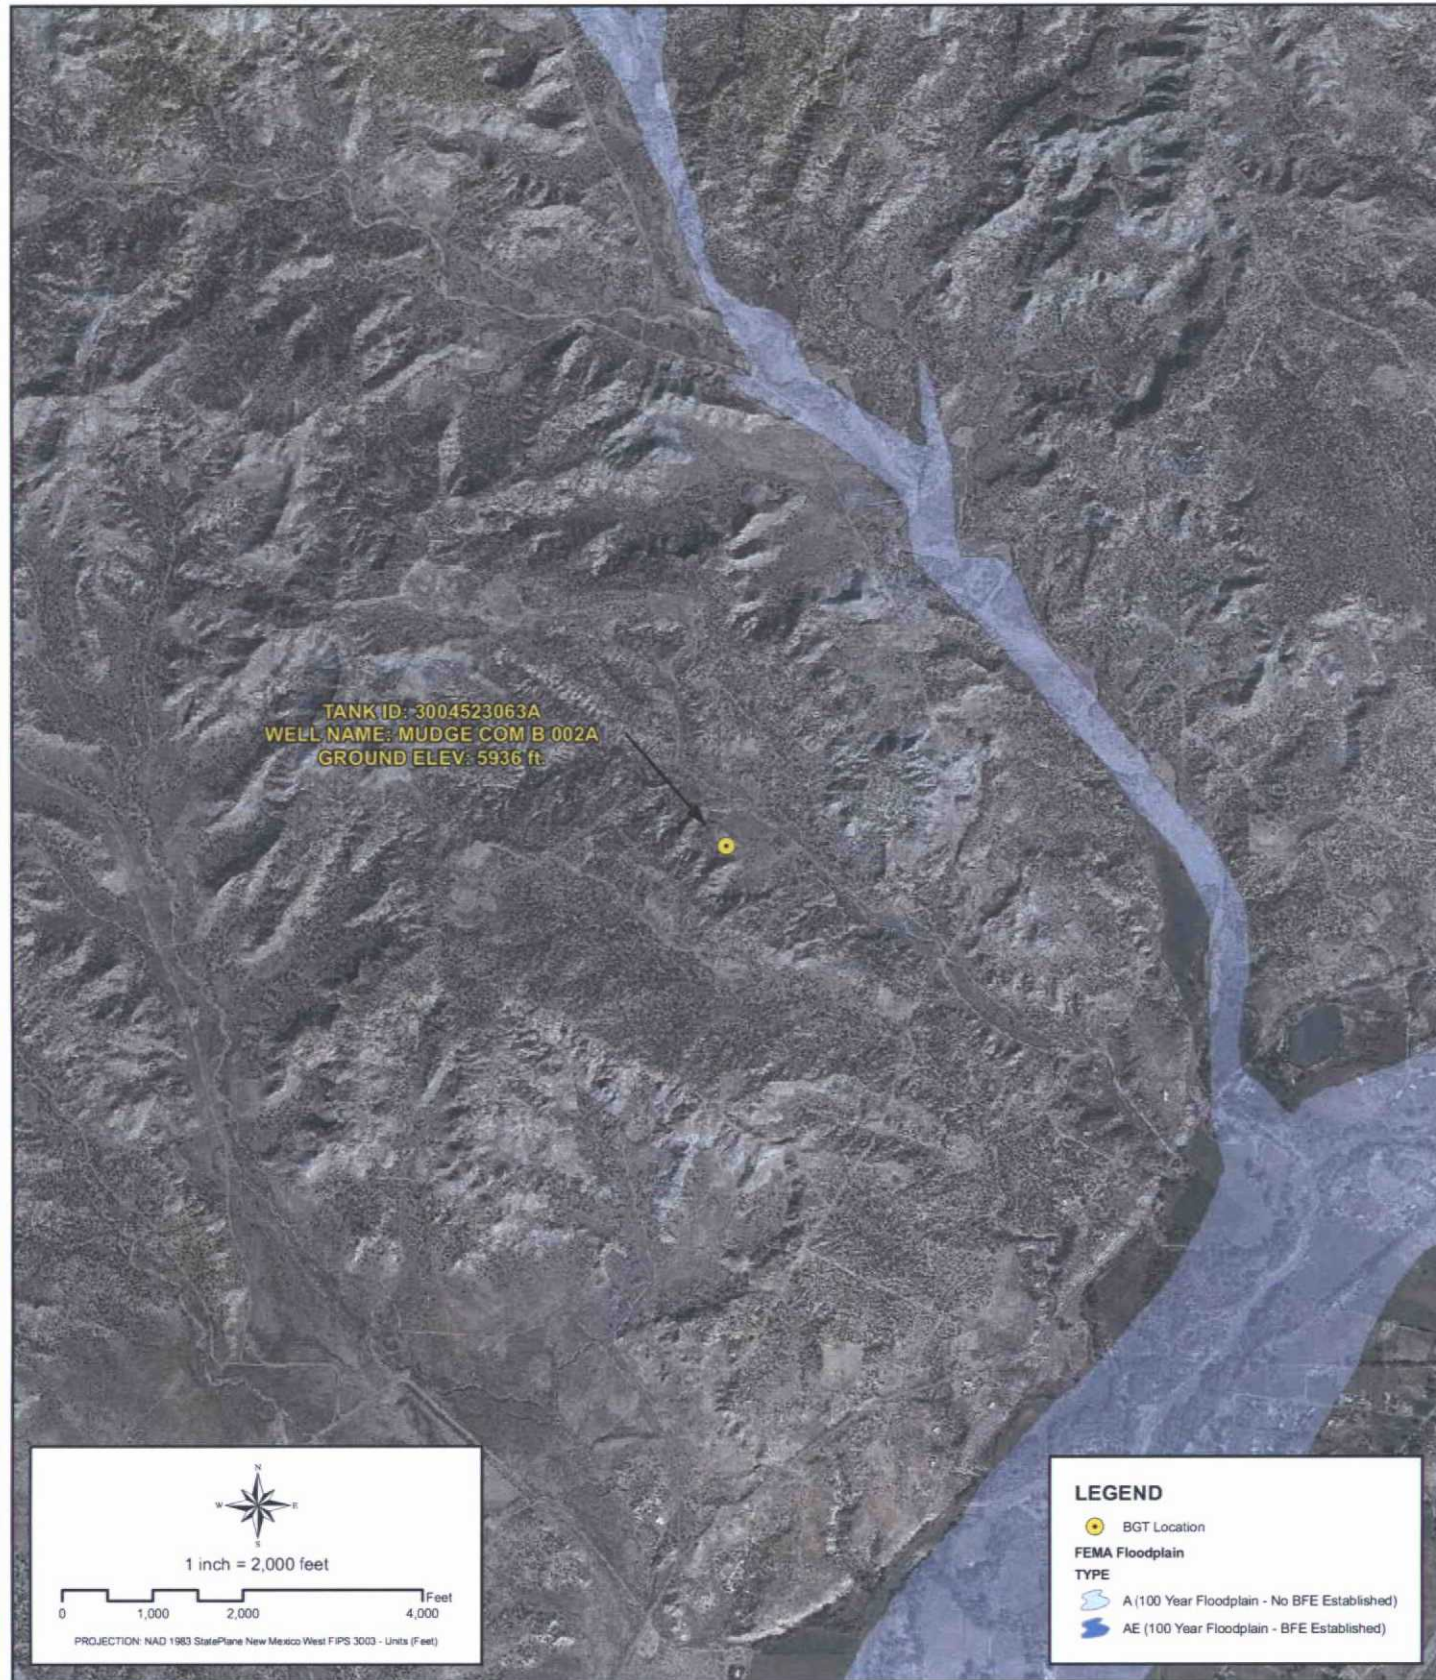 TANK ID: 3004523063A
WELL NAME: MUDGE COM B 002A
GROUND ELEV: 5936 ft.
N
W E
S
1 inch = 2,000 feet
Feet
0 1,000 2,000 4,000
PROJECTION: NAD 1983 StatePlane New Mexico West FIPS 3003 - Units (Feet)
LEGEND
BGT Location
FEMA Floodplain
TYPE
A (100 Year Floodplain - No BFE Established)
AE (100 Year Floodplain - BFE Established)